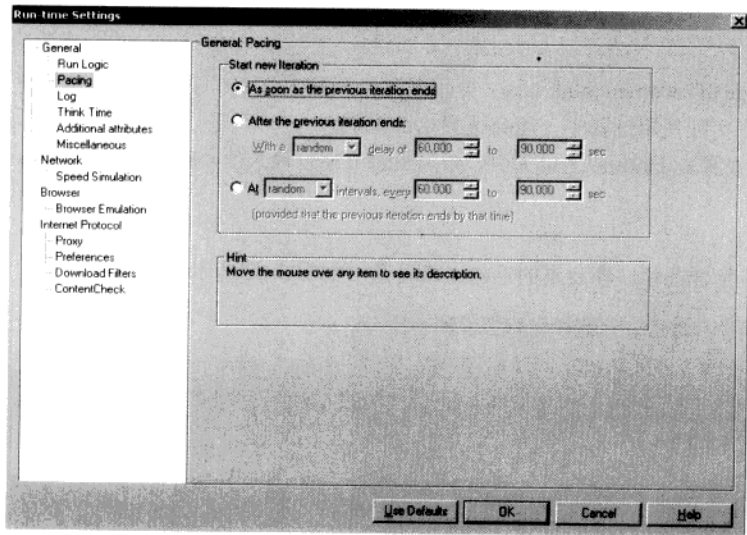 Run-time Settings
General
Run Logic
Pacing
Log
Think Time
Additional attributes
Miscellaneous
Network
Speed Simulation
Browser
Browser Emulation
Internet Protocol
Proxy
Preferences
Download Filters
ContentCheck
General: Pacing
Start new Iteration
As soon as the previous iteration ends
After the previous iteration ends:
With a random delay of 60.000 to 90.000 sec
At random intervals, every 60.000 to 90.000 sec
(provided that the previous iteration ends by that time)
Hint
Move the mouse over any item to see its description.
Use Defaults OK Cancel Help